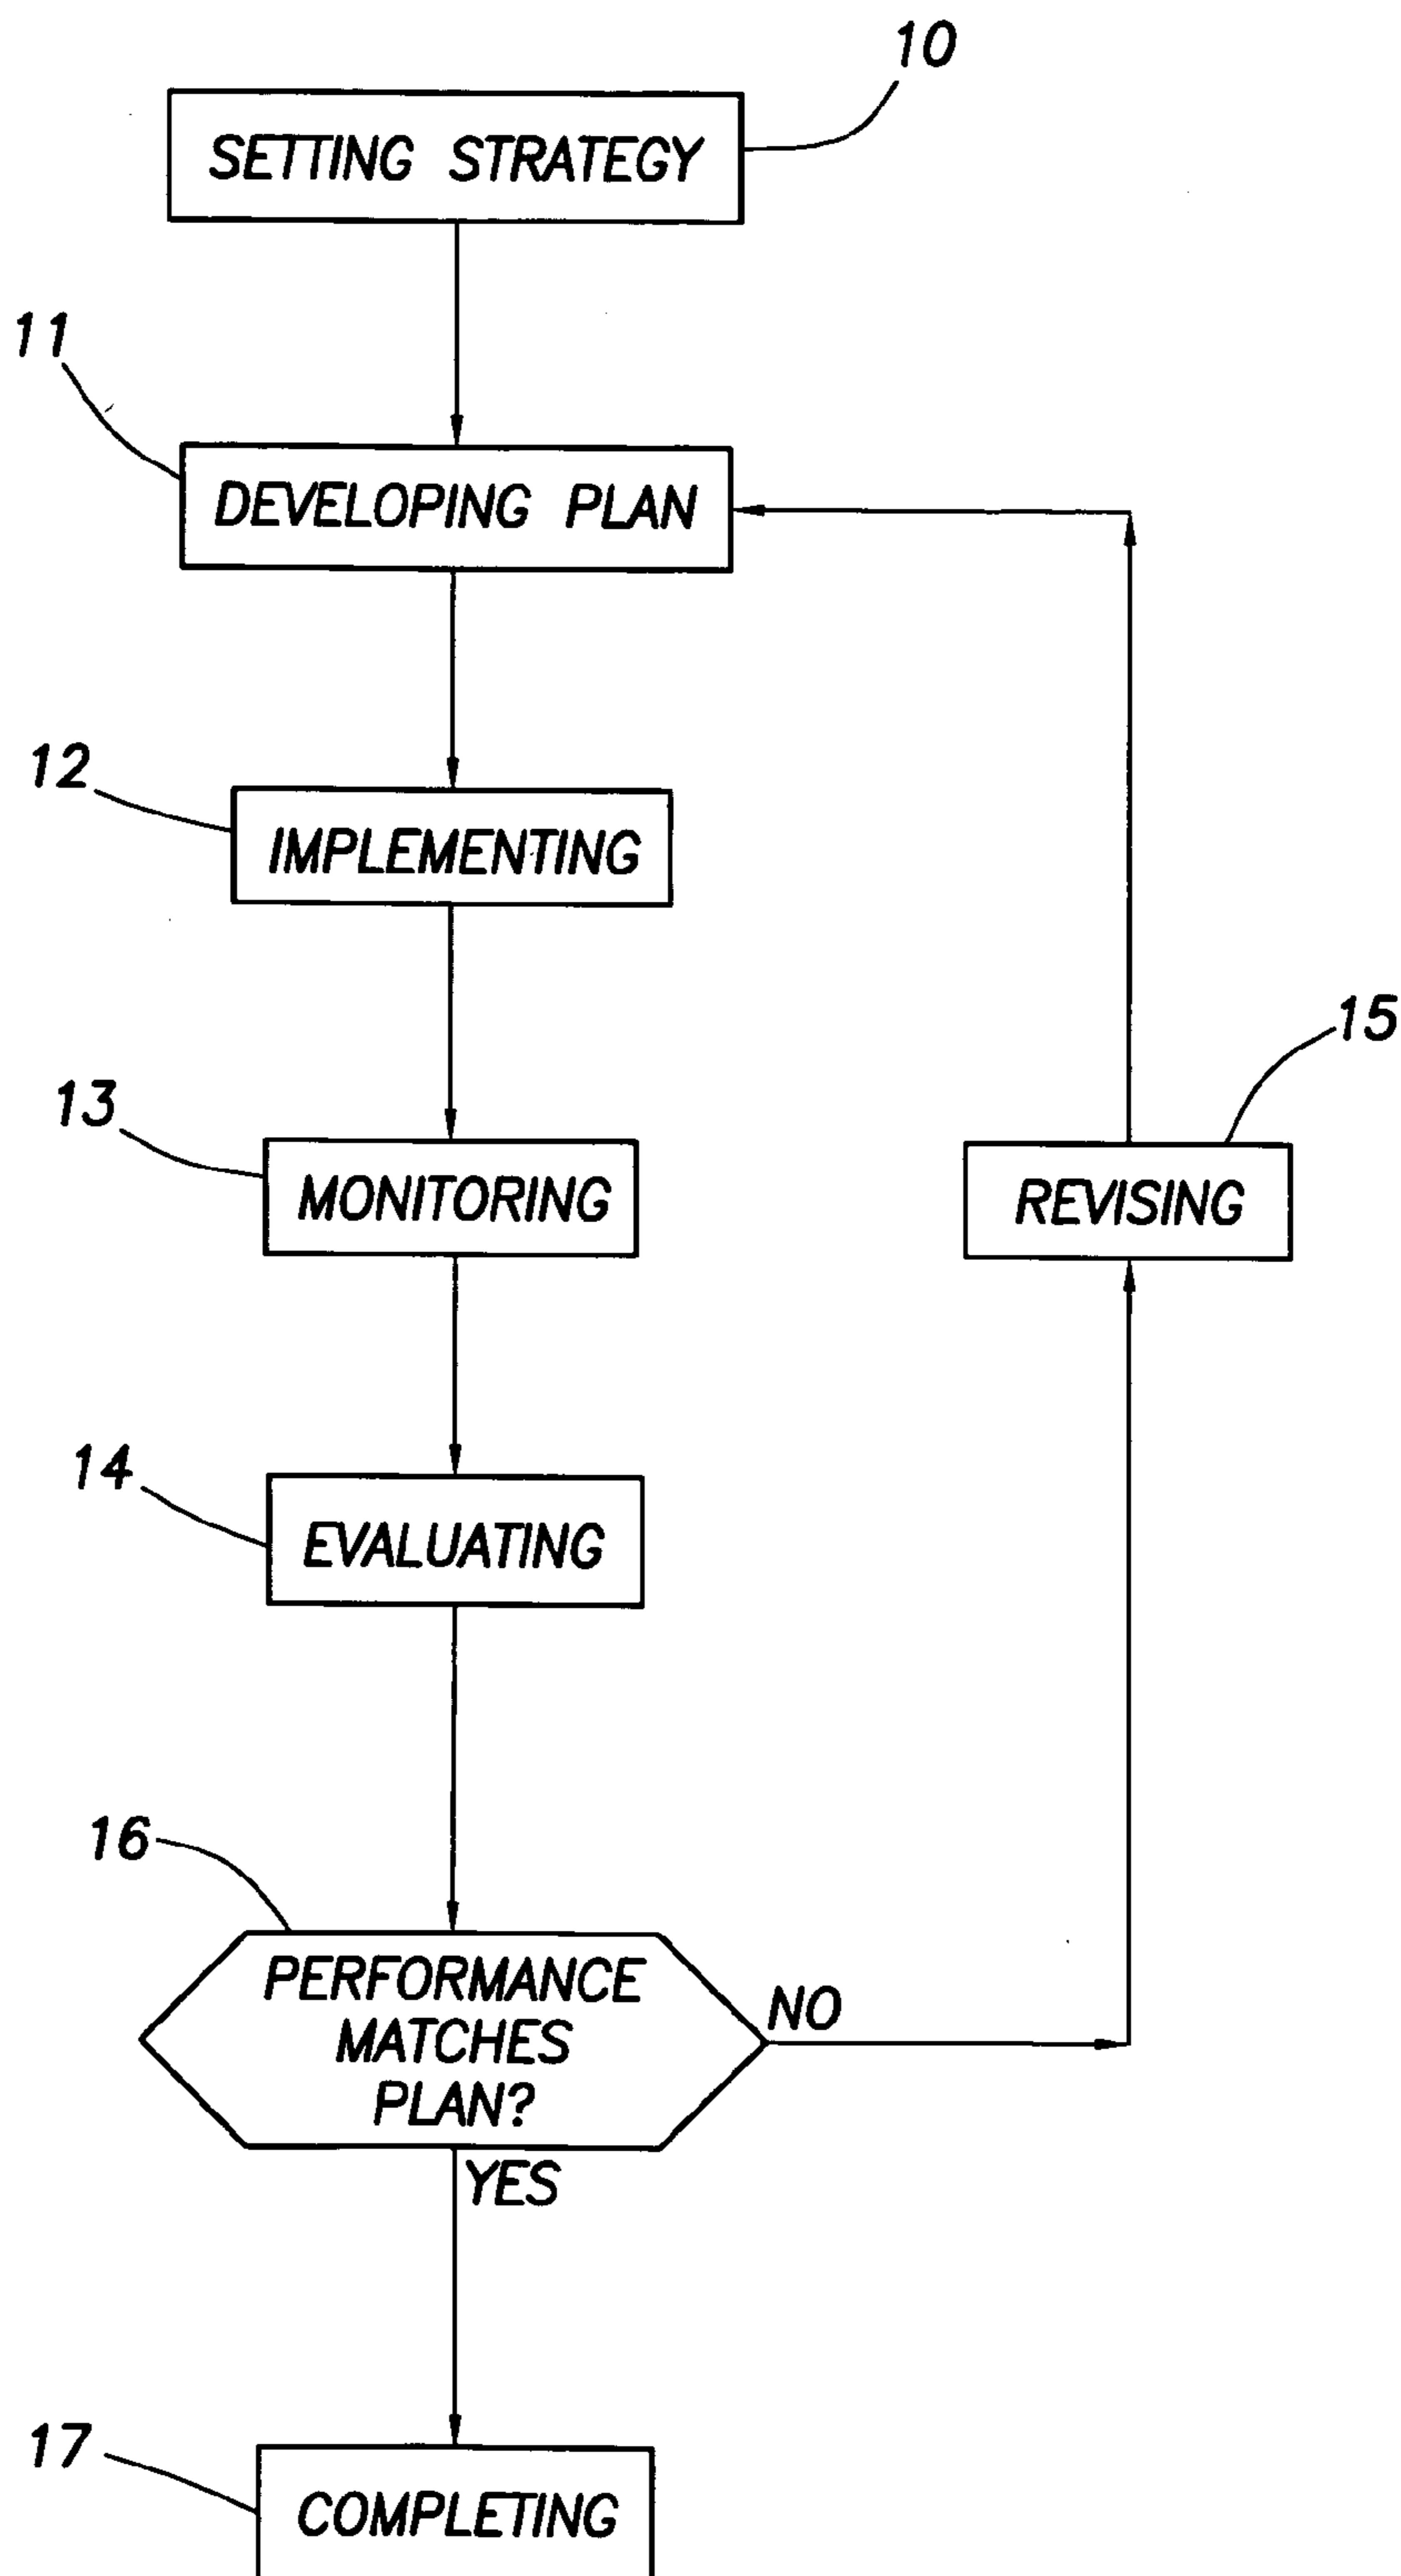 10
SETTING STRATEGY
11
DEVELOPING PLAN
12
IMPLEMENTING
15
13
MONITORING
REVISING
14
EVALUATING
16
PERFORMANCE
MATCHES
PLAN?
NO
YES
17
COMPLETING